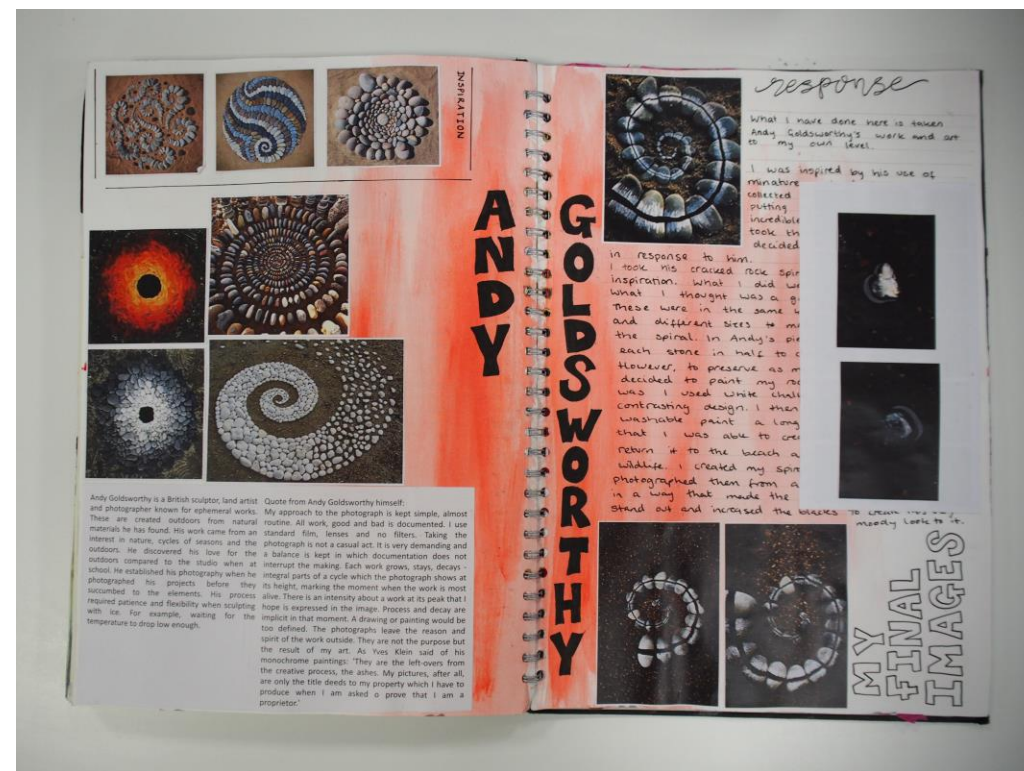 INSPIRATION
ANDY
Andy Goldsworthy is a British sculptor, land artist
and photographer known for ephemeral works.
These are created outdoors from natural
materials he has found. His work came from an
interest in nature, cycles of seasons and the
outdoors. He discovered his love for the
outdoors compared to the studio when at
school. He established his photography when he
photographed his projects before they
succumbed to the elements. His process
required patience and flexibility when sculpting
with ice. For example, waiting for the
temperature to drop low enough.
Quote from Andy Goldsworthy himself:
My approach to the photograph is kept simple, almost
routine. All work, good and bad is documented. I use
standard film, lenses and no filters. Taking the
photograph is not a casual act. It is very demanding and
a balance is kept in which documentation does not
interrupt the making. Each work grows, stays, decays -
integral parts of a cycle which the photograph shows at
its height, marking the moment when the work is most
alive. There is an intensity about a work at its peak that I
hope is expressed in the image. Process and decay are
implicit in that moment. A drawing or painting would be
too defined. The photographs leave the reason and
spirit of the work outside. They are not the purpose but
the result of my art. As Yves Klein said of his
monochrome paintings: 'They are the left-overs from
the creative process, the ashes. My pictures, after all,
are only the title deeds to my property which I have to
produce when I am asked o prove that I am a
proprietor.'
GOLDSWORTHY
response
What I have done here is taken
Andy Goldsworthy's work and art
to my own level.
I was inspired by his use of
minature
collected
putting
incredible
took th
decided
in response to him.
I took his cracked rock spir
inspiration. What I did we
what I thought was a g
These were in the same
and different sizes to m
the spiral. In Andy's pie
each stone in half to c
However, to preserve as m
decided to paint my ro
was I used white chal
contrasting design. I then
washable paint a long
that I was able to cre
return it to the beach a
wildlife. I created my spir
photographed them from a
in a way that made the
stand out and increased the blacks to
moody look to it.
MY
FINAL
IMAGES